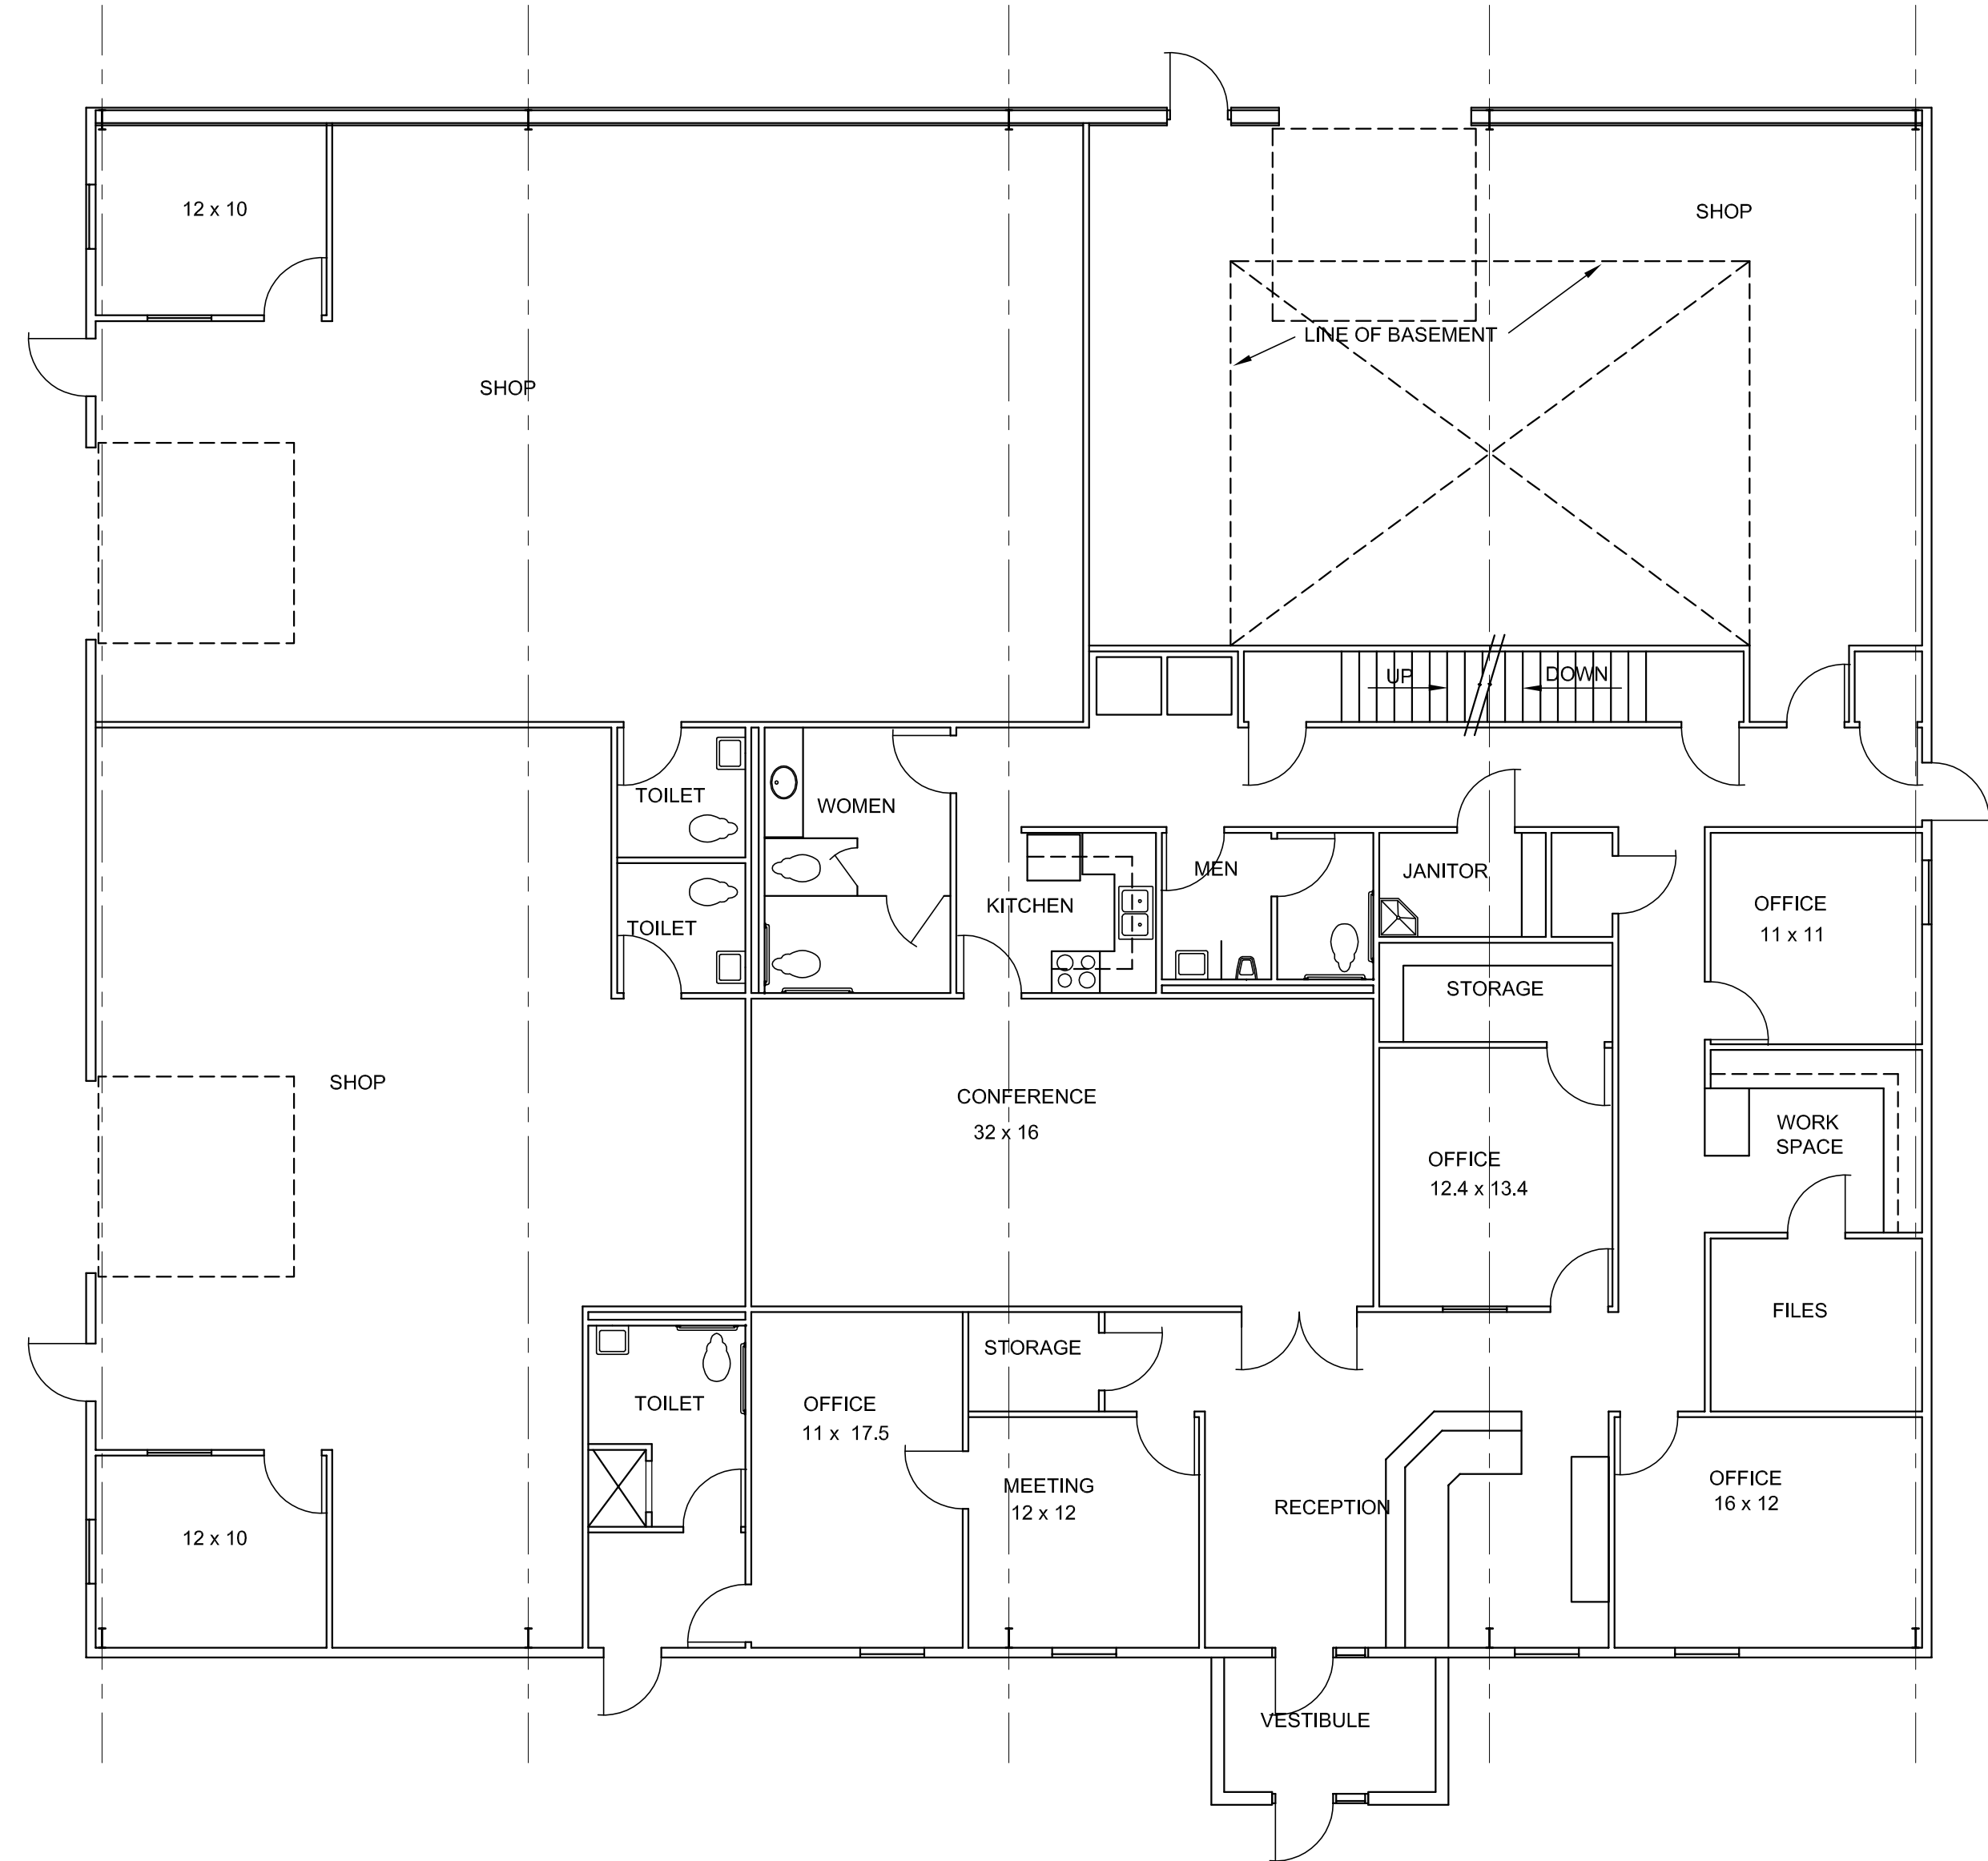 12 x 10
SHOP
SHOP
LINE OF BASEMENT
SHOP
UP
DOWN
TOILET
WOMEN
TOILET
KITCHEN
MEN
JANITOR
OFFICE
11 x 11
STORAGE
SHOP
CONFERENCE
32 x 16
OFFICE
12.4 x 13.4
WORK
SPACE
FILES
STORAGE
TOILET
OFFICE
11 x  17.5
MEETING
12 x 12
RECEPTION
OFFICE
16 x 12
12 x 10
VESTIBULE